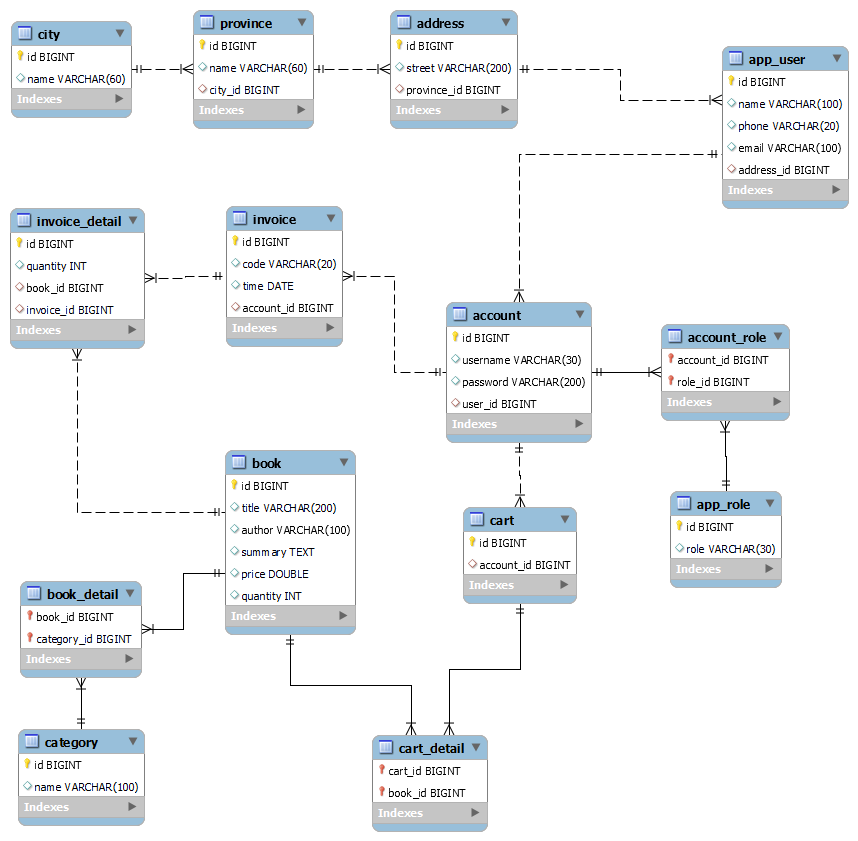 city
id BIGINT
name VARCHAR(60)
Indexes
province
id BIGINT
name VARCHAR(60)
city_id BIGINT
Indexes
address
id BIGINT
street VARCHAR(200)
province_id BIGINT
Indexes
app_user
id BIGINT
name VARCHAR(100)
phone VARCHAR(20)
email VARCHAR(100)
address_id BIGINT
Indexes
invoice_detail
id BIGINT
quantity INT
book_id BIGINT
invoice_id BIGINT
Indexes
invoice
id BIGINT
code VARCHAR(20)
time DATE
account_id BIGINT
Indexes
account
id BIGINT
username VARCHAR(30)
password VARCHAR(200)
user_id BIGINT
Indexes
account_role
account_id BIGINT
role_id BIGINT
Indexes
book
id BIGINT
title VARCHAR(200)
author VARCHAR(100)
summary TEXT
price DOUBLE
quantity INT
Indexes
cart
id BIGINT
account_id BIGINT
Indexes
app_role
id BIGINT
role VARCHAR(30)
Indexes
book_detail
book_id BIGINT
category_id BIGINT
Indexes
category
id BIGINT
name VARCHAR(100)
Indexes
cart_detail
cart_id BIGINT
book_id BIGINT
Indexes